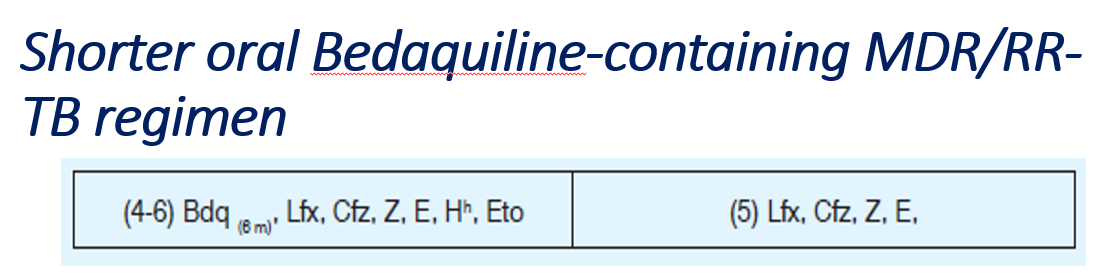 Shorter oral Bedaquiline-containing MDR/RR-
TB regimen
(4-6) Bdq (6 m), Lfx, Cfz, Z, E, Hʰ, Eto
(5) Lfx, Cfz, Z, E,